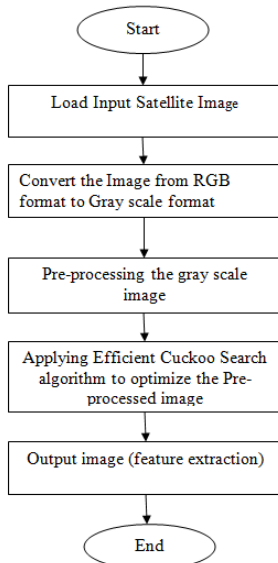 Start
Load Input Satellite Image
Convert the Image from RGB
format to Gray scale format
Pre-processing the gray scale
image
Applying Efficient Cuckoo Search
algorithm to optimize the Pre-
processed image
Output image (feature extraction)
End